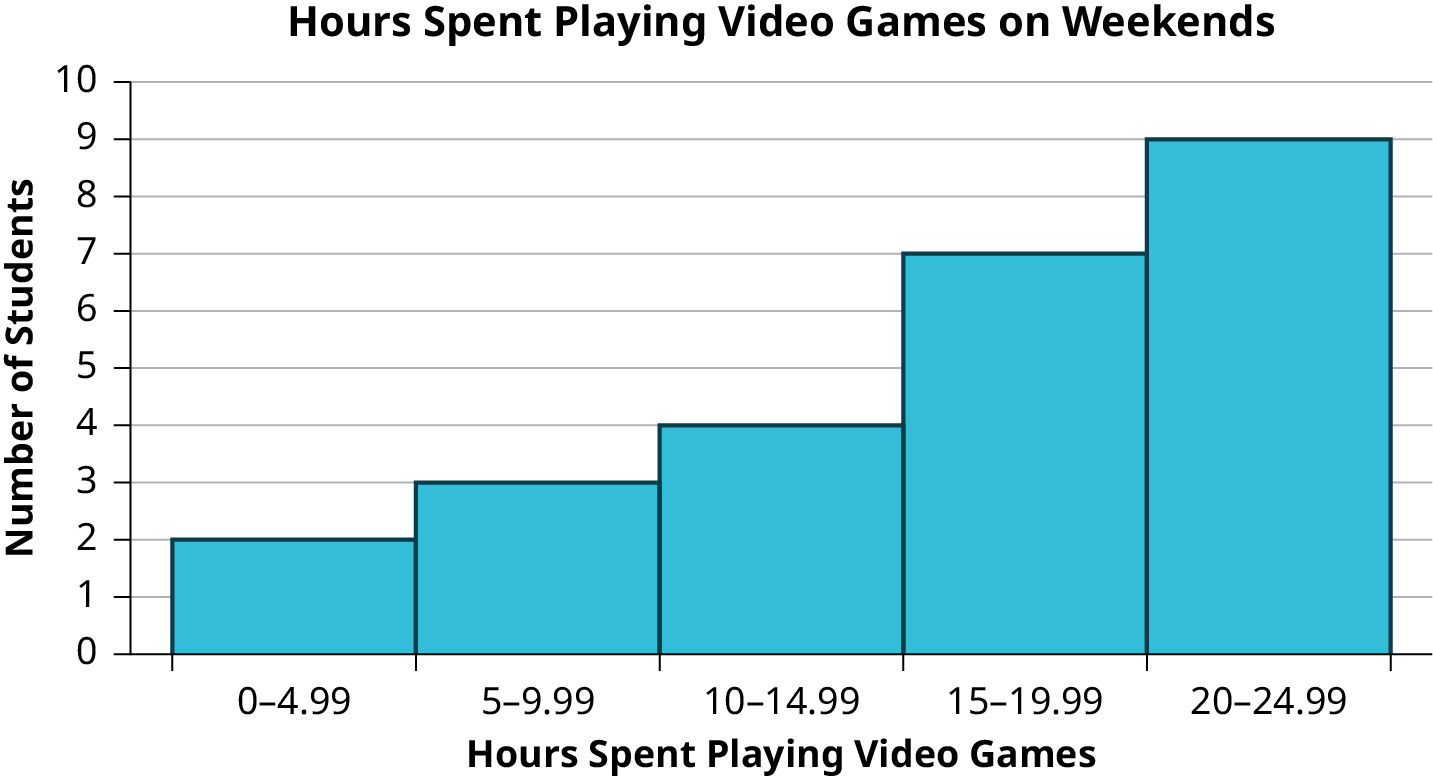 Hours Spent Playing Video Games on Weekends
10
9
8
7
6
5
4
3
2
1
0
Number of Students
0–4.99 5–9.99 10–14.99 15–19.99 20–24.99
Hours Spent Playing Video Games